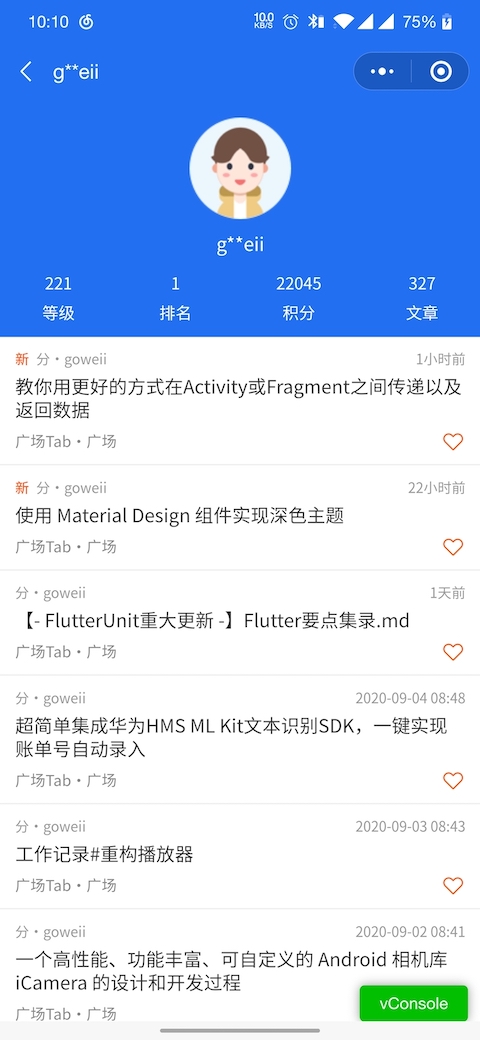 10:10 10.0 KB/S 75%
g**eii
g**eii
221 1 22045 327
等级 排名 积分 文章
新 分·goweii 1小时前
教你用更好的方式在Activity或Fragment之间传递以及
返回数据
广场Tab·广场
新 分·goweii 22小时前
使用 Material Design 组件实现深色主题
广场Tab·广场
分·goweii 1天前
【- FlutterUnit重大更新 -】Flutter要点集录.md
广场Tab·广场
分·goweii 2020-09-04 08:48
超简单集成华为HMS ML Kit文本识别SDK，一键实现
账单号自动录入
广场Tab·广场
分·goweii 2020-09-03 08:43
工作记录#重构播放器
广场Tab·广场
分·goweii 2020-09-02 08:41
一个高性能、功能丰富、可自定义的 Android 相机库
iCamera 的设计和开发过程
广场Tab·广场
vConsole